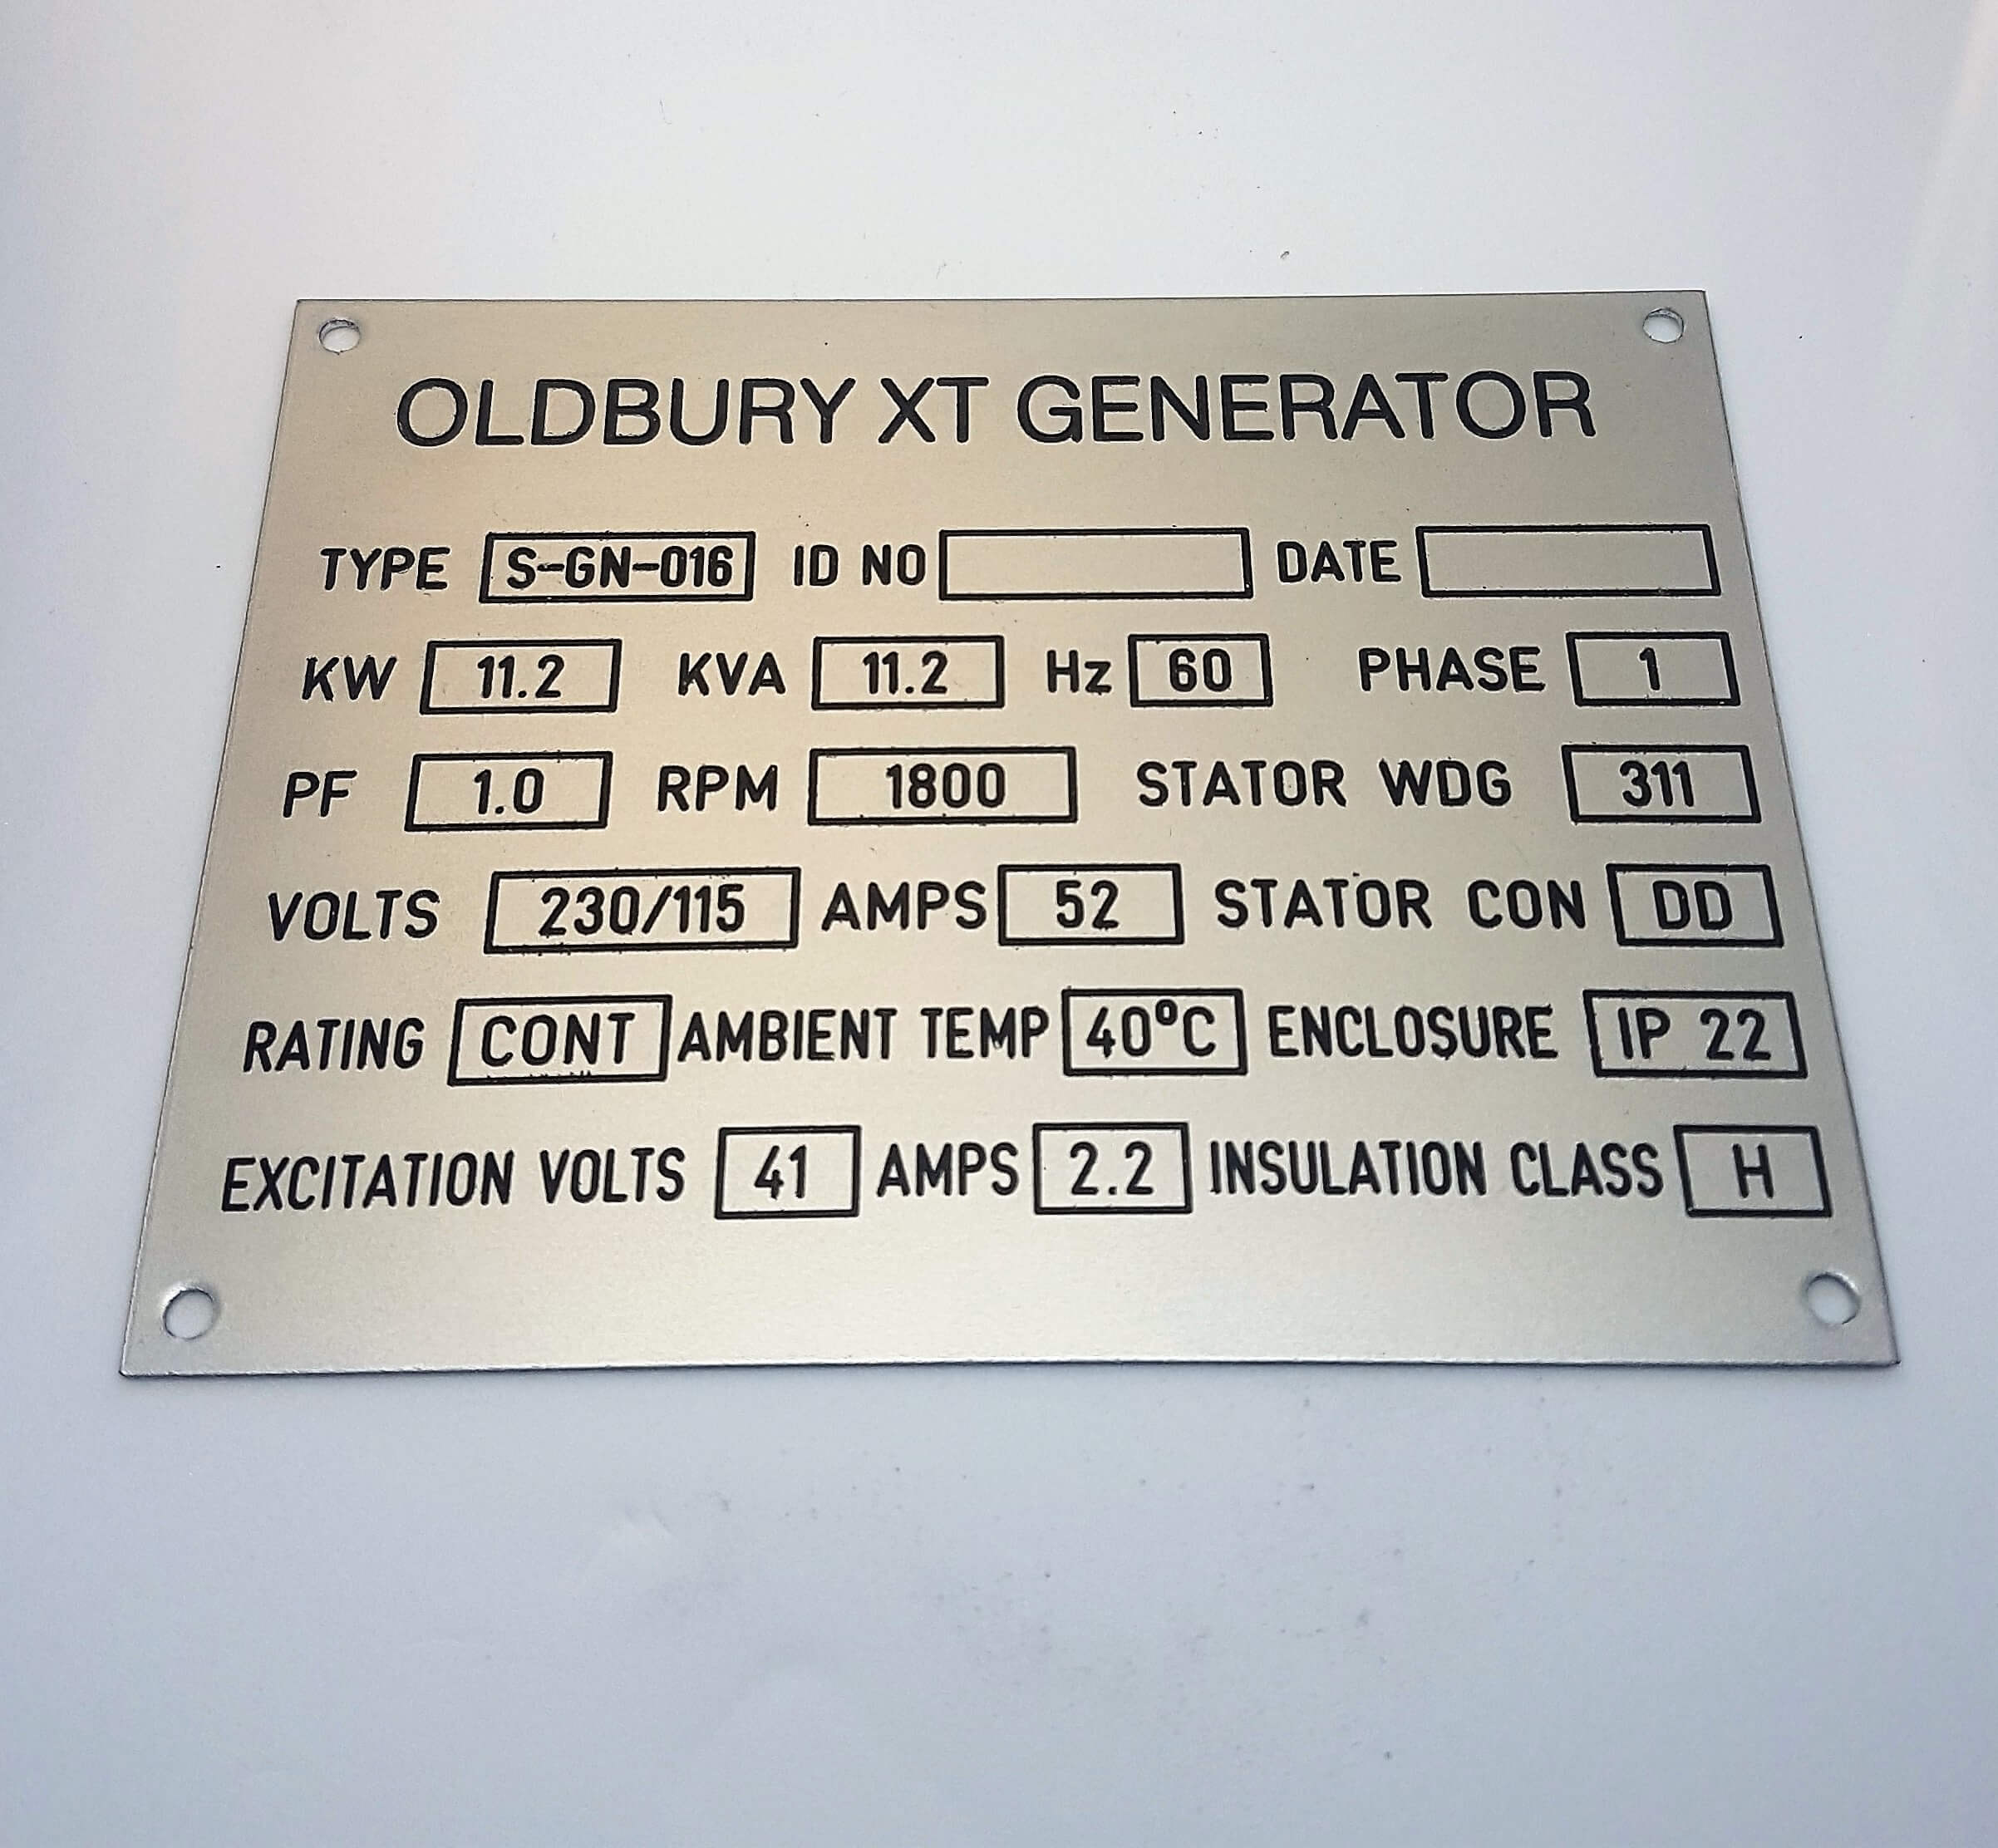 OLDBURY XT GENERATOR
TYPE S-GN-016 ID NO DATE
KW 11.2 KVA 11.2 Hz 60 PHASE 1
PF 1.0 RPM 1800 STATOR WDG 311
VOLTS 230/115 AMPS 52 STATOR CON DD
RATING CONT AMBIENT TEMP 40°C ENCLOSURE IP 22
EXCITATION VOLTS 41 AMPS 2.2 INSULATION CLASS H